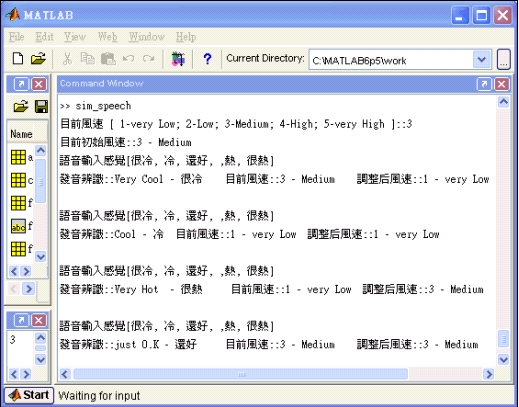 MATLAB
File Edit View Web Window Help
? Current Directory: C:\MATLAB6p5\work ...
Command Window
>> sim_speech
目前風速 [ 1-very Low; 2-Low; 3-Medium; 4-High; 5-very High ]::3
目前初始風速::3 - Medium
語音輸入感覺[很冷, 冷, 還好, ,熱, 很熱]
發音辨識::Very Cool - 很冷 目前風速::3 - Medium 調整后風速::1 - very Low
語音輸入感覺[很冷, 冷, 還好, ,熱, 很熱]
發音辨識::Cool - 冷 目前風速::1 - very Low 調整后風速::1 - very Low
語音輸入感覺[很冷, 冷, 還好, ,熱, 很熱]
發音辨識::Very Hot - 很熱 目前風速::1 - very Low 調整后風速::3 - Medium
語音輸入感覺[很冷, 冷, 還好, ,熱, 很熱]
發音辨識::just O.K - 還好 目前風速::3 - Medium 調整后風速::3 - Medium
Name
a
c
f
abc f
f
3
Start Waiting for input